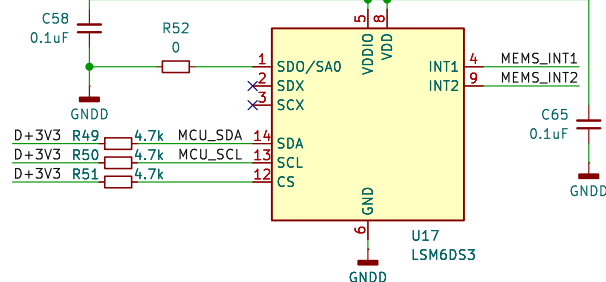 C58
0.1uF
R52
0
5
8
VDDIO
VDD
1
SDO/SA0
INT1
4
MEMS_INT1
2
SDX
INT2
9
MEMS_INT2
3
SCX
GNDD
C65
0.1uF
D+3V3
R49
4.7k
MCU_SDA
14
SDA
D+3V3
R50
4.7k
MCU_SCL
13
SCL
D+3V3
R51
4.7k
12
CS
GNDD
GND
6
U17
LSM6DS3
GNDD